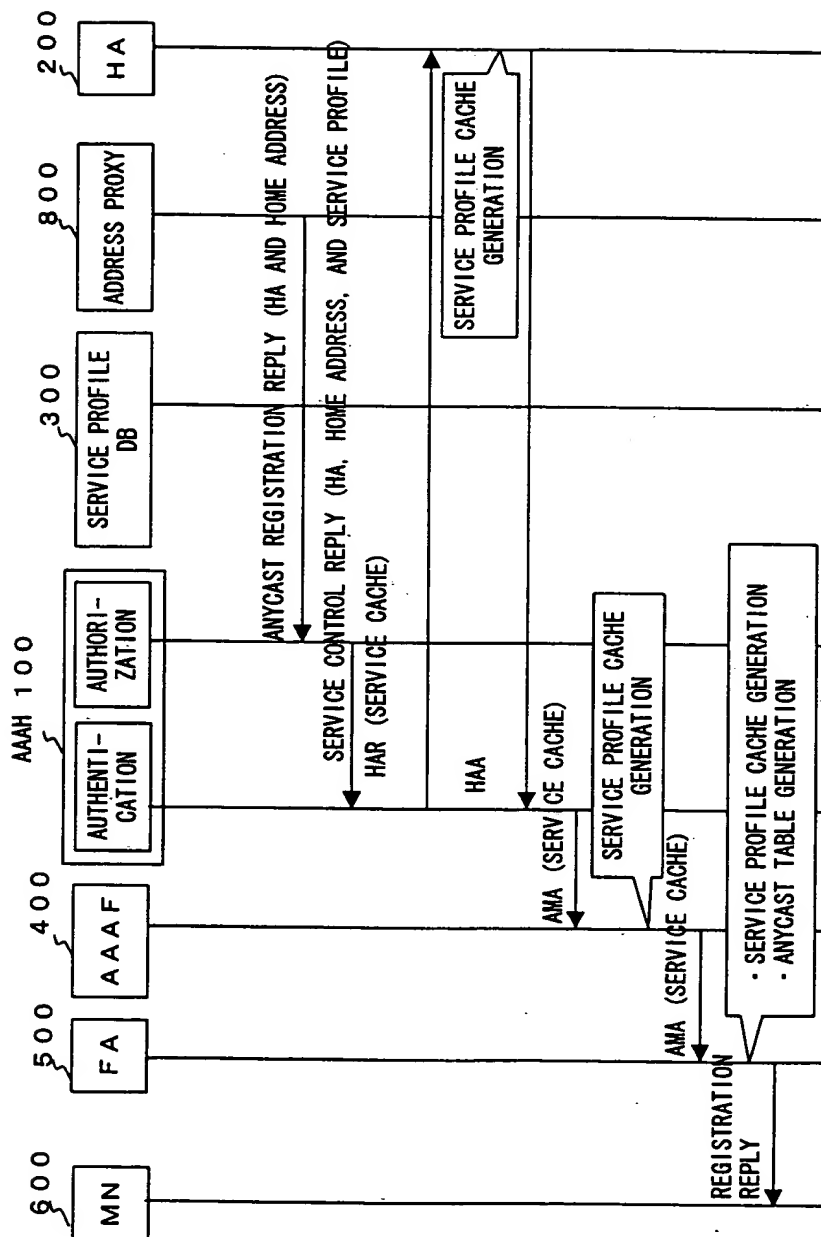 600
MN
500
FA
400
AAAF
AAAH 100
AUTHENTI-
CATION
AUTHORI-
ZATION
300
SERVICE PROFILE
DB
800
ADDRESS PROXY
200
HA
ANYCAST REGISTRATION REPLY (HA AND HOME ADDRESS)
SERVICE CONTROL REPLY (HA, HOME ADDRESS, AND SERVICE PROFILE)
HAR (SERVICE CACHE)
SERVICE PROFILE CACHE
GENERATION
HAA
AMA (SERVICE CACHE)
SERVICE PROFILE CACHE
GENERATION
AMA (SERVICE CACHE)
・SERVICE PROFILE CACHE GENERATION
・ANYCAST TABLE GENERATION
REGISTRATION
REPLY